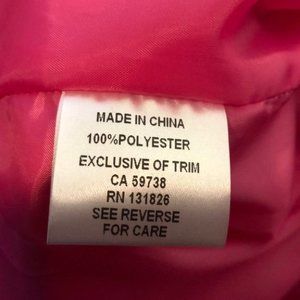 MADE IN CHINA
100%POLYESTER
EXCLUSIVE OF TRIM
CA 59738
RN 131826
SEE REVERSE
FOR CARE